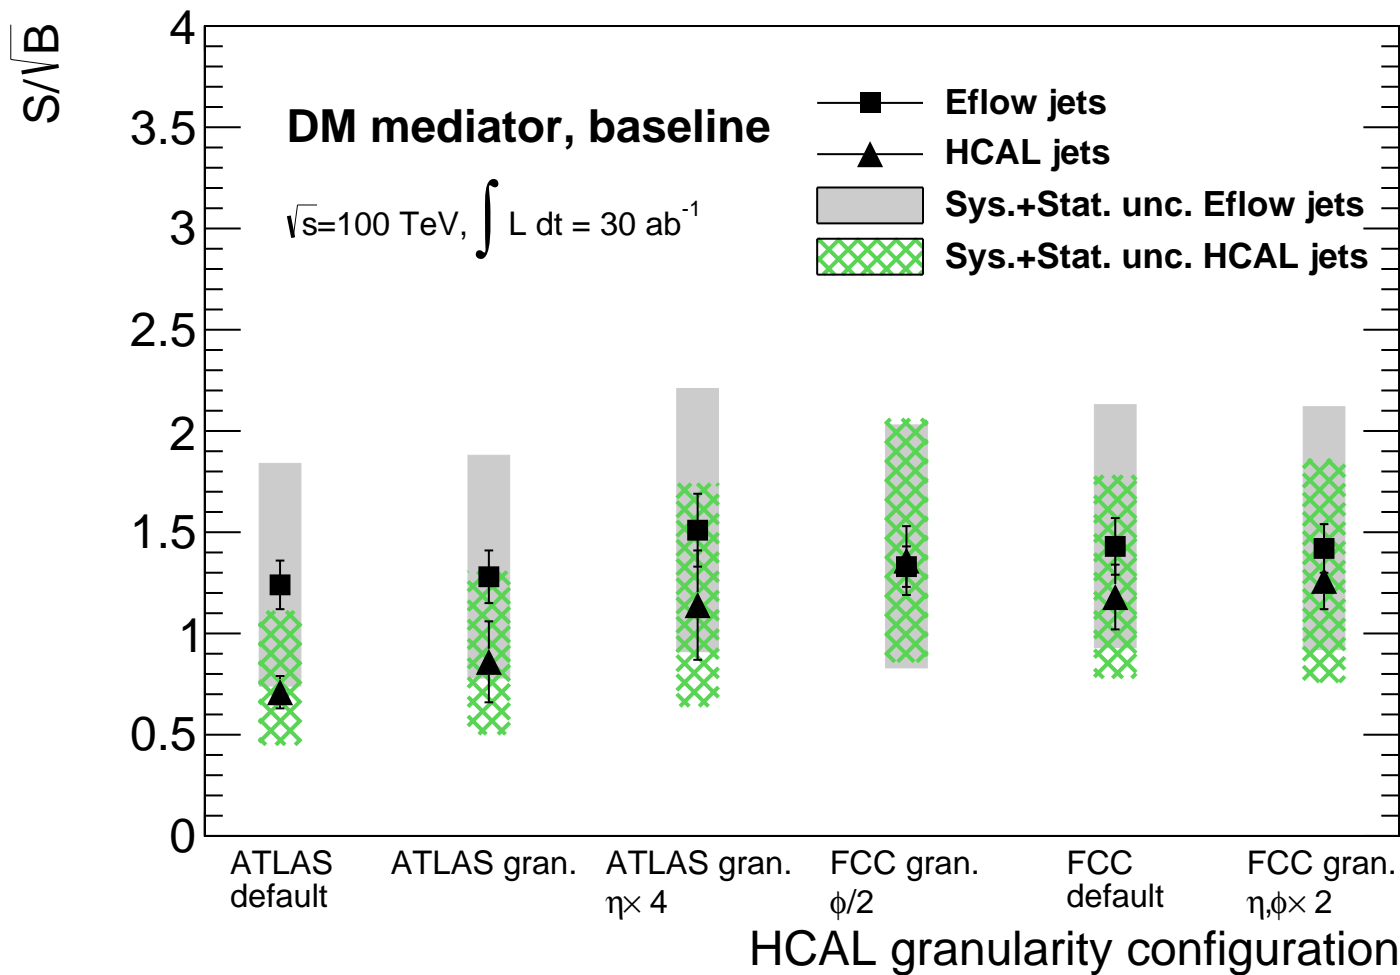 S/√B
4
3.5
3
2.5
2
1.5
1
0.5
0
DM mediator, baseline
√s=100 TeV, ∫ L dt = 30 ab⁻¹
Eflow jets
HCAL jets
Sys.+Stat. unc. Eflow jets
Sys.+Stat. unc. HCAL jets
ATLAS
default
ATLAS gran.
ATLAS gran.
η× 4
FCC gran.
ϕ/2
FCC
default
FCC gran.
η,ϕ× 2
HCAL granularity configuration